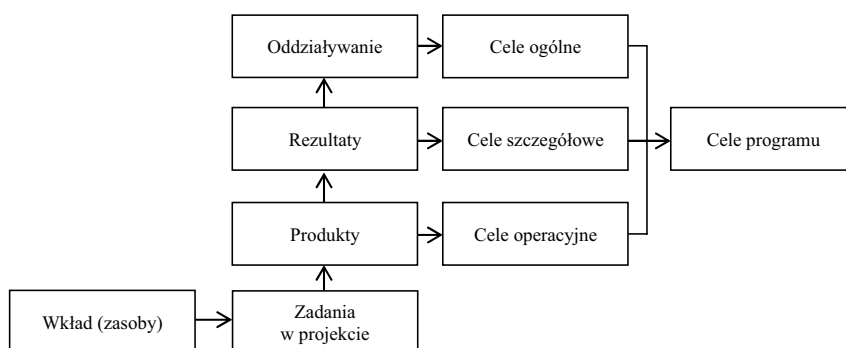 Oddziaływanie
Cele ogólne
Rezultaty
Cele szczegółowe
Cele programu
Produkty
Cele operacyjne
Wkład (zasoby)
Zadania
w projekcie